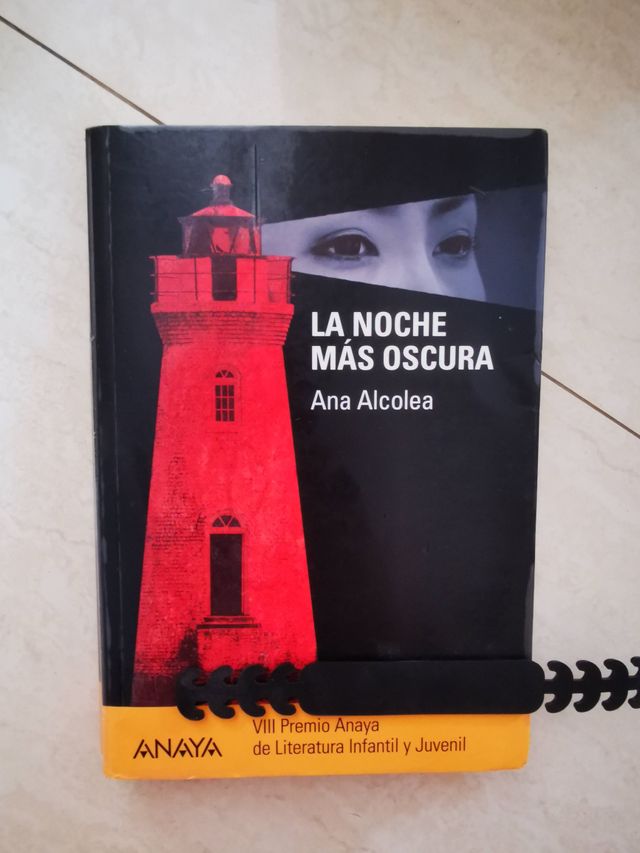 LA NOCHE
MÁS OSCURA
Ana Alcolea
VIII Premio Anaya
de Literatura Infantil y Juvenil
ANAYA